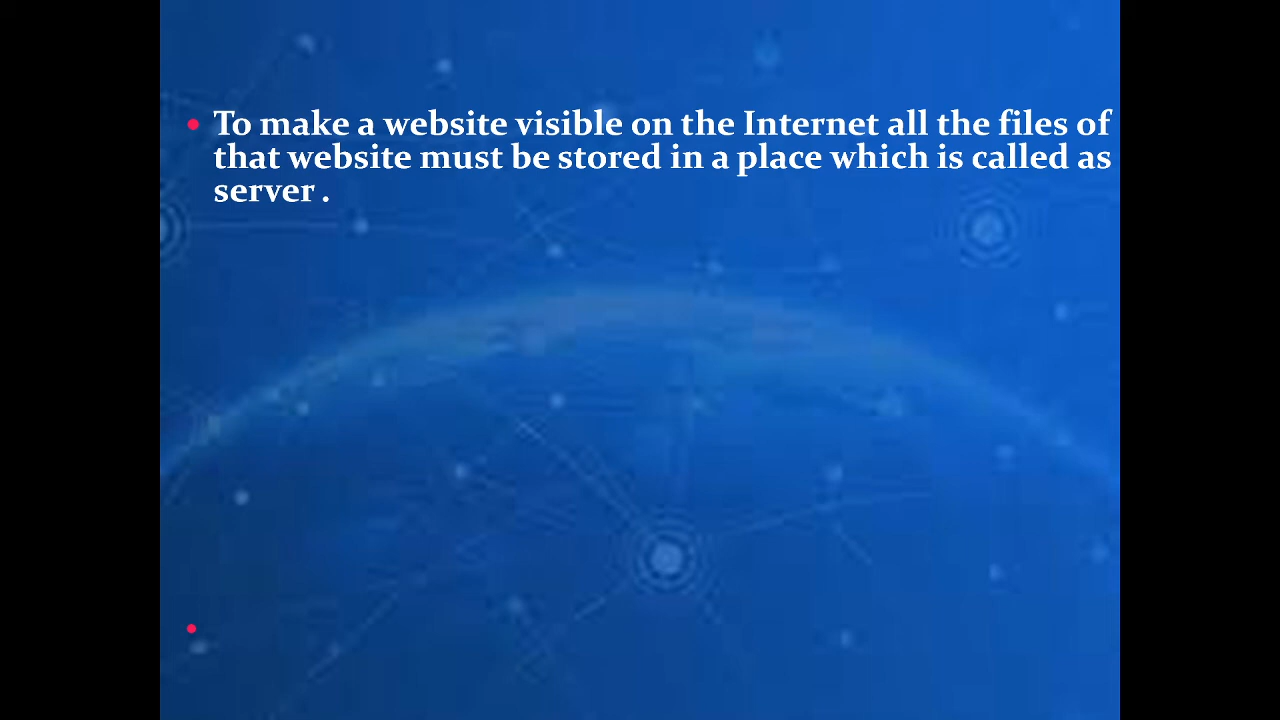 • To make a website visible on the Internet all the files of
that website must be stored in a place which is called as
server .
•